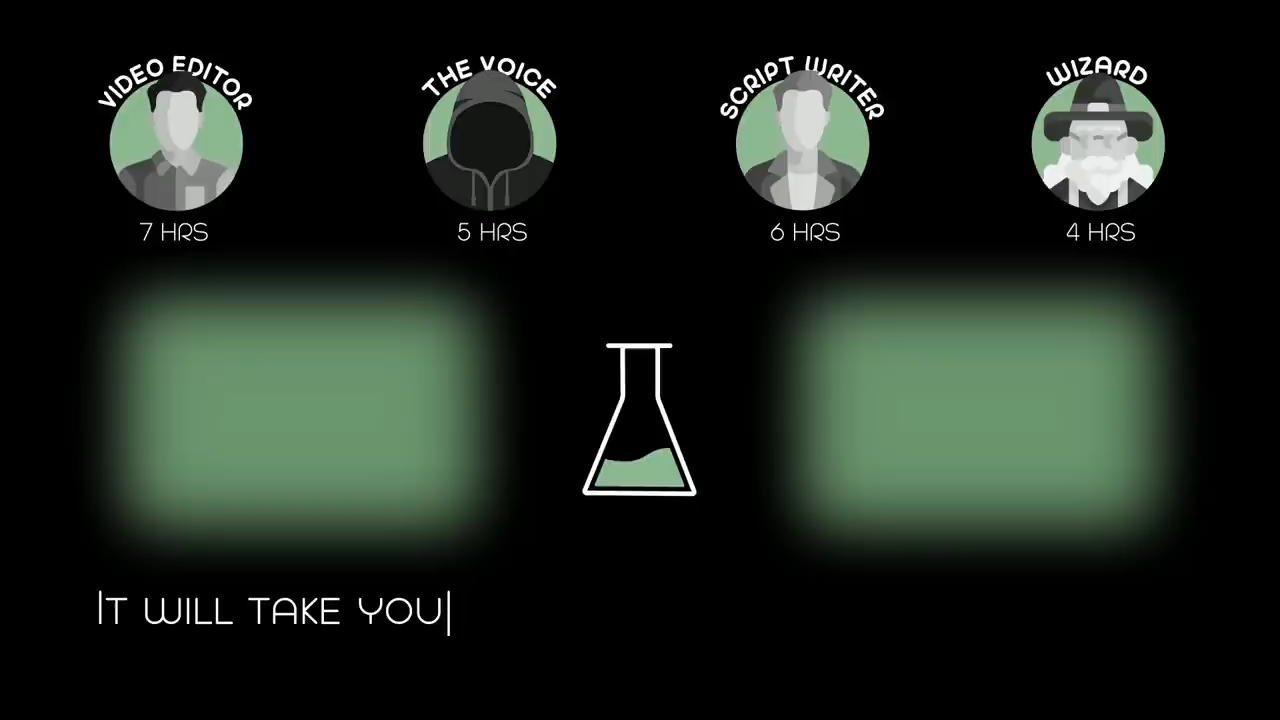 VIDEO EDITOR
THE VOICE
SCRIPT WRITER
WIZARD
7 HRS
5 HRS
6 HRS
4 HRS
IT WILL TAKE YOU